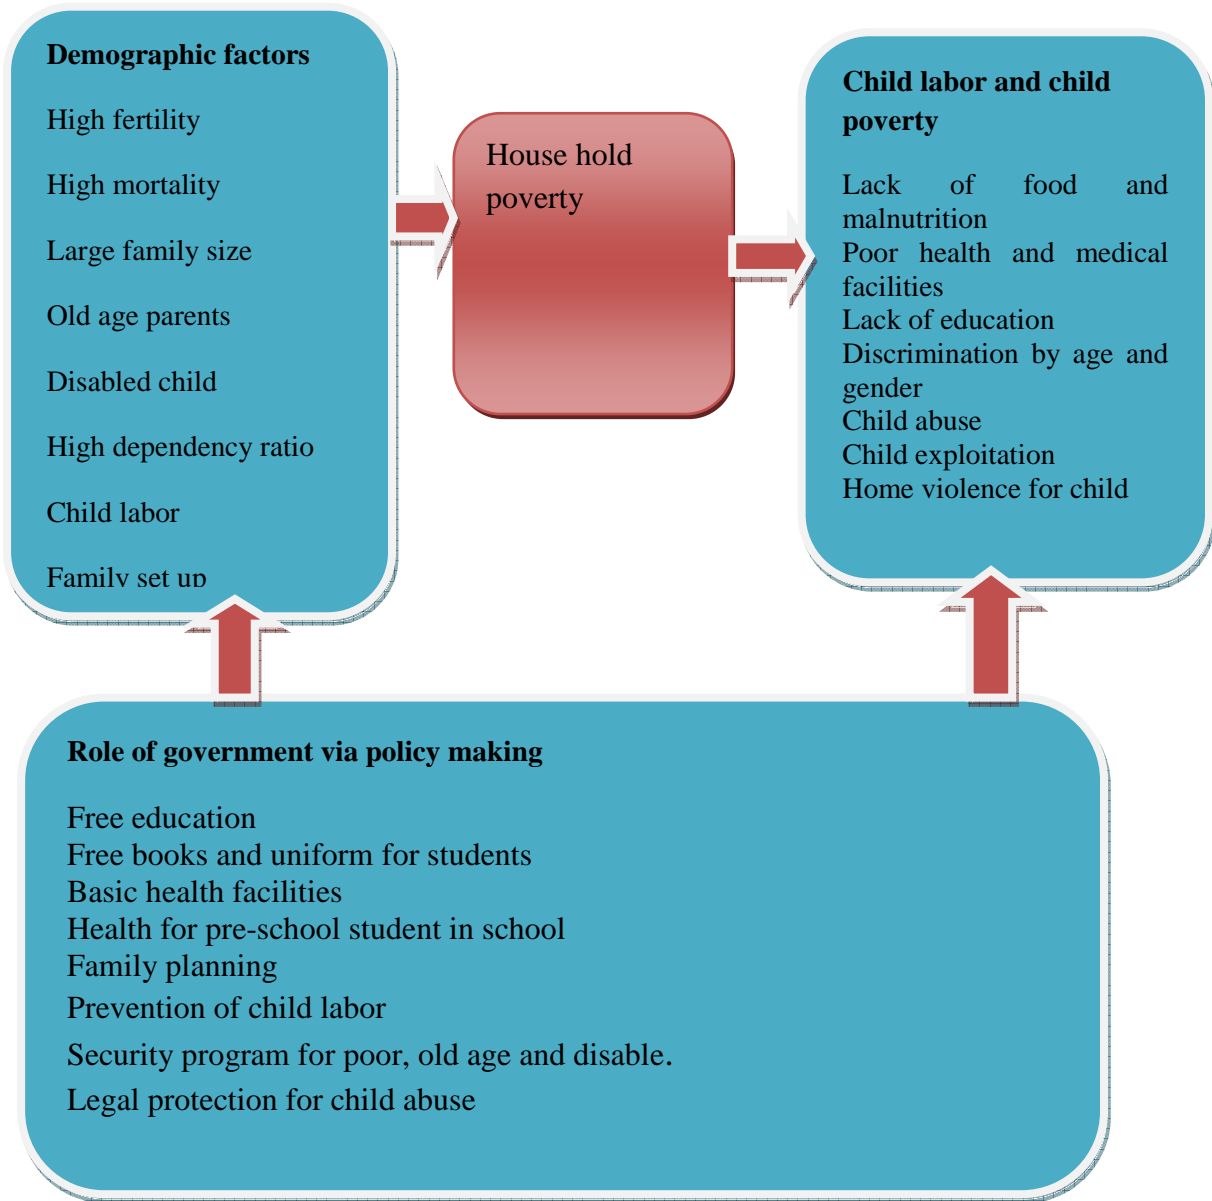 Demographic factors
High fertility
High mortality
Large family size
Old age parents
Disabled child
High dependency ratio
Child labor
Family set up
House hold
poverty
Child labor and child
poverty
Lack of food and
malnutrition
Poor health and medical
facilities
Lack of education
Discrimination by age and
gender
Child abuse
Child exploitation
Home violence for child
Role of government via policy making
Free education
Free books and uniform for students
Basic health facilities
Health for pre-school student in school
Family planning
Prevention of child labor
Security program for poor, old age and disable.
Legal protection for child abuse